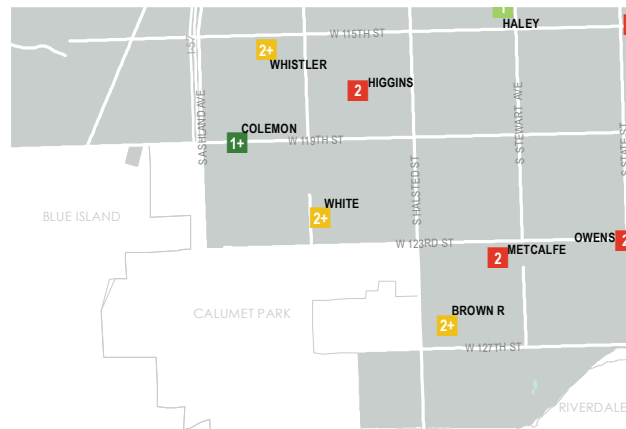 1
HALEY
W 115TH ST
I-57
2+
WHISTLER
2
HIGGINS
S ASHLAND AVE
S STEWART AVE
S STATE ST
COLEMON
1+
W 119TH ST
S HALSTED ST
WHITE
2+
BLUE ISLAND
OWENS
2
W 123RD ST
METCALFE
2
CALUMET PARK
BROWN R
2+
W 127TH ST
RIVERDALE